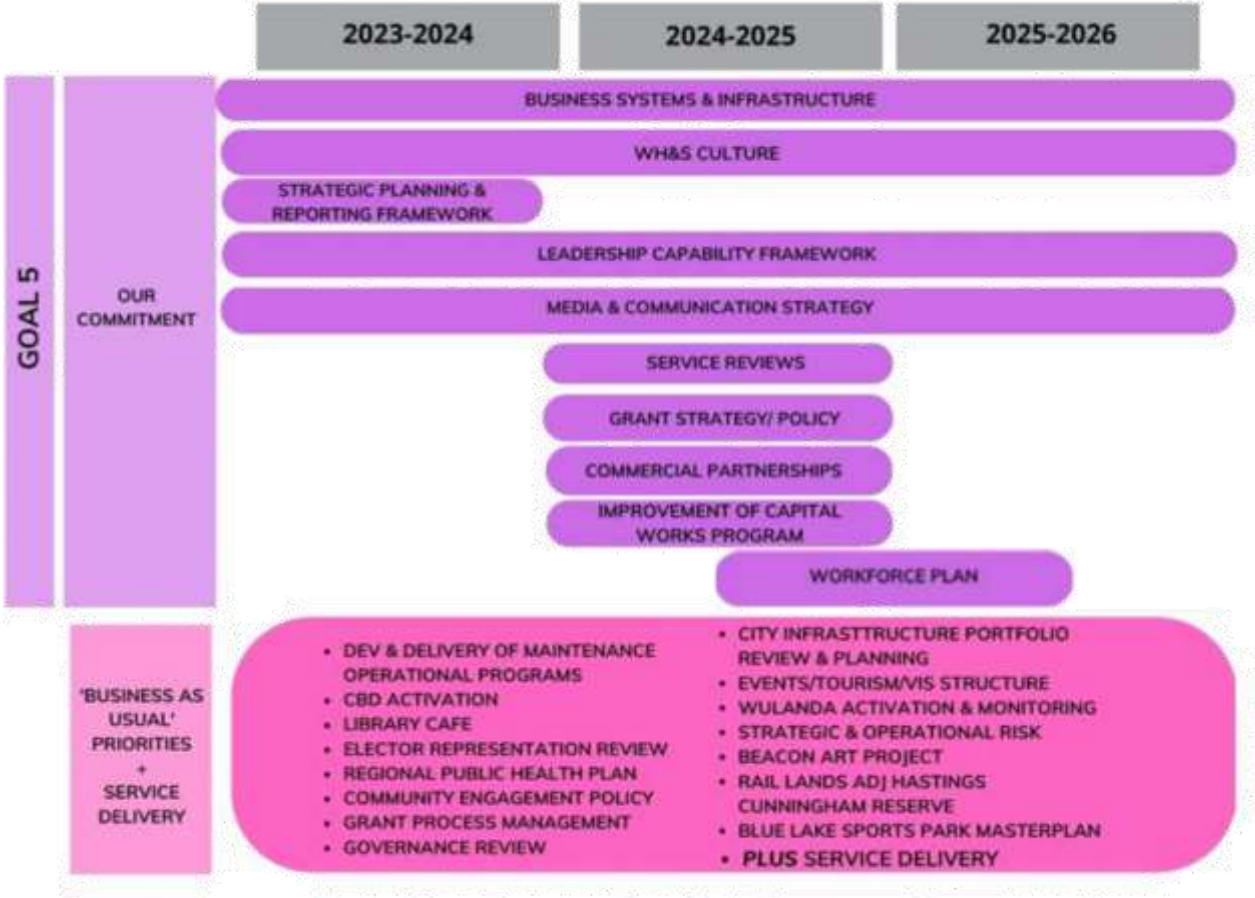 2023-2024
2024-2025
2025-2026
GOAL 5
OUR
COMMITMENT
BUSINESS SYSTEMS & INFRASTRUCTURE
WH&S CULTURE
STRATEGIC PLANNING &
REPORTING FRAMEWORK
LEADERSHIP CAPABILITY FRAMEWORK
MEDIA & COMMUNICATION STRATEGY
SERVICE REVIEWS
GRANT STRATEGY/ POLICY
COMMERCIAL PARTNERSHIPS
IMPROVEMENT OF CAPITAL
WORKS PROGRAM
WORKFORCE PLAN
'BUSINESS AS
USUAL'
PRIORITIES
+
SERVICE
DELIVERY
• DEV & DELIVERY OF MAINTENANCE
OPERATIONAL PROGRAMS
• CBD ACTIVATION
• LIBRARY CAFE
• ELECTOR REPRESENTATION REVIEW
• REGIONAL PUBLIC HEALTH PLAN
• COMMUNITY ENGAGEMENT POLICY
• GRANT PROCESS MANAGEMENT
• GOVERNANCE REVIEW
• CITY INFRASTTRUCTURE PORTFOLIO
REVIEW & PLANNING
• EVENTS/TOURISM/VIS STRUCTURE
• WULANDA ACTIVATION & MONITORING
• STRATEGIC & OPERATIONAL RISK
• BEACON ART PROJECT
• RAIL LANDS ADJ HASTINGS
CUNNINGHAM RESERVE
• BLUE LAKE SPORTS PARK MASTERPLAN
• PLUS SERVICE DELIVERY